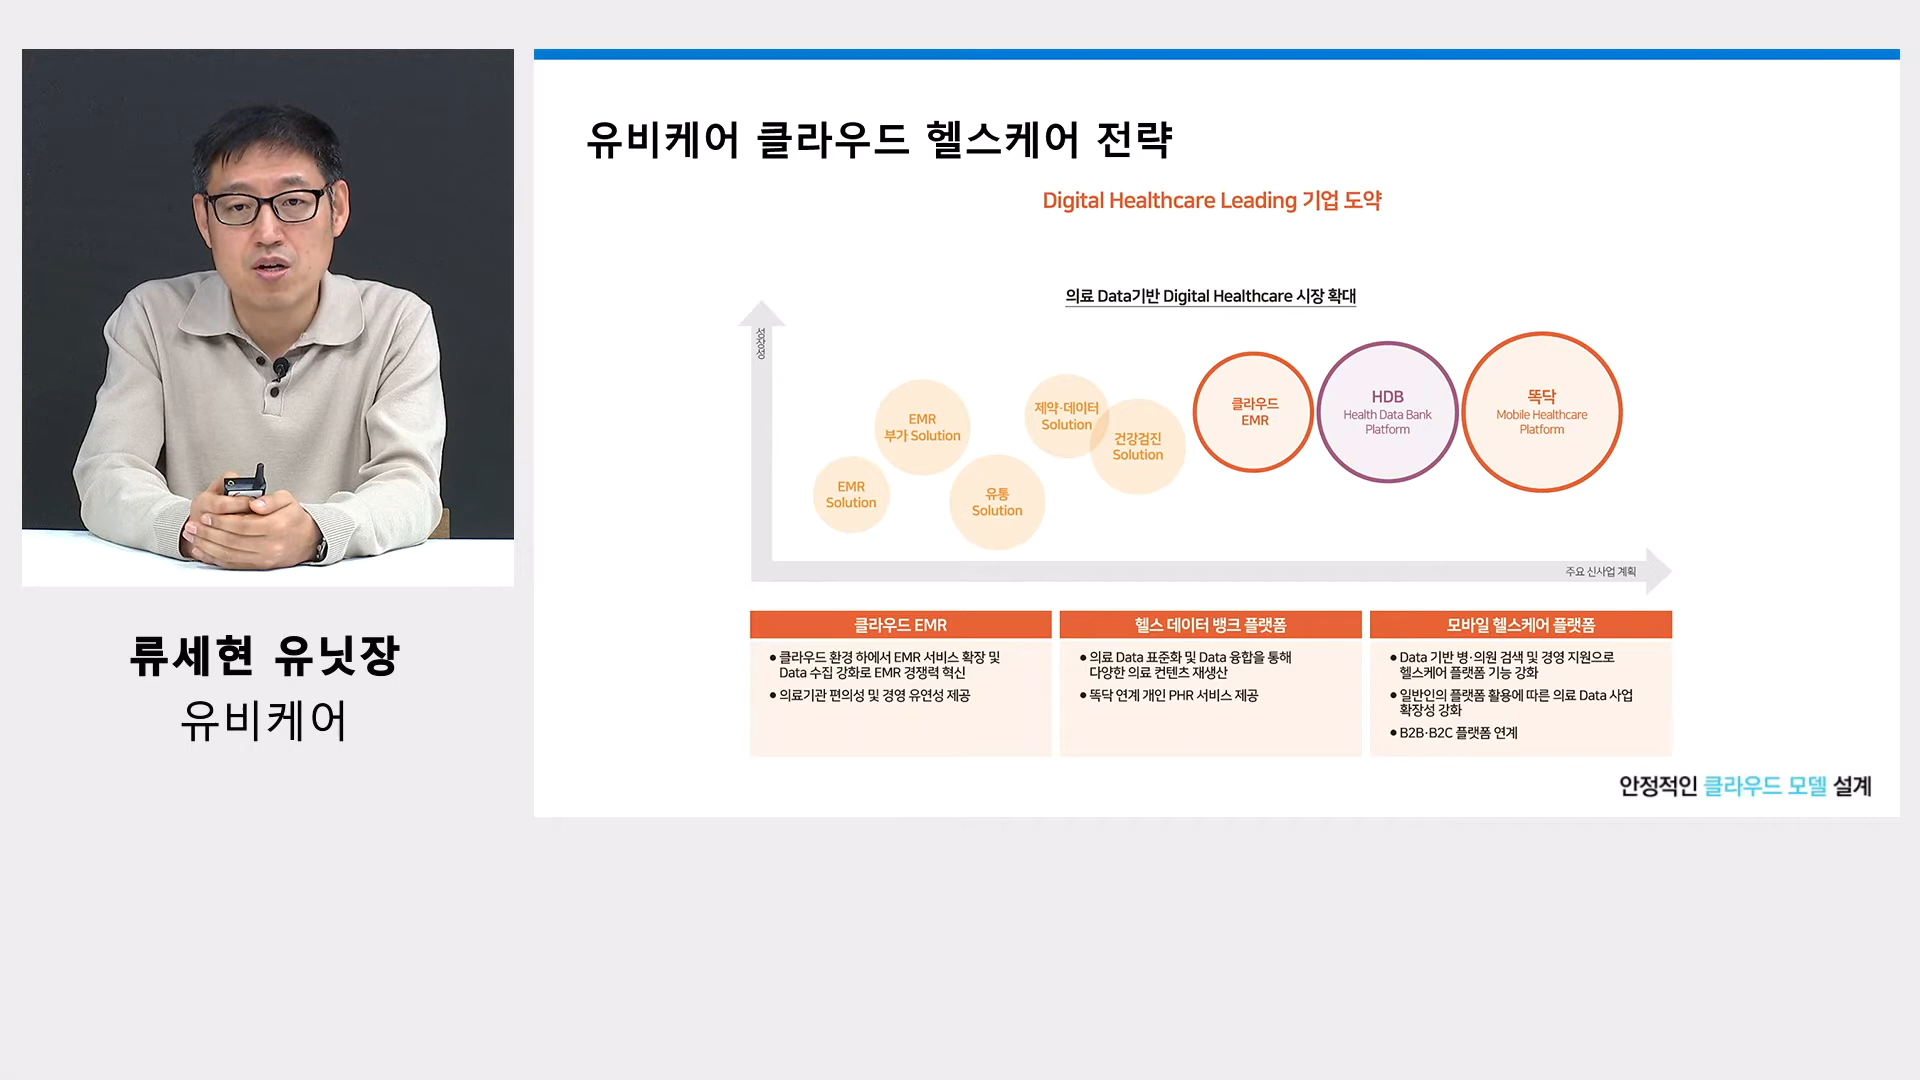 유비케어 클라우드 헬스케어 전략
Digital Healthcare Leading 기업 도약
의료 Data기반 Digital Healthcare 시장 확대
성장성
EMR
Solution
EMR
부가 Solution
유통
Solution
제약·데이터
Solution
건강검진
Solution
클라우드
EMR
HDB
Health Data Bank
Platform
똑닥
Mobile Healthcare
Platform
주요 신사업 계획
클라우드 EMR
● 클라우드 환경 하에서 EMR 서비스 확장 및
Data 수집 강화로 EMR 경쟁력 혁신
● 의료기관 편의성 및 경영 유연성 제공
헬스 데이터 뱅크 플랫폼
● 의료 Data 표준화 및 Data 융합을 통해
다양한 의료 컨텐츠 재생산
● 똑닥 연계 개인 PHR 서비스 제공
모바일 헬스케어 플랫폼
● Data 기반 병·의원 검색 및 경영 지원으로
헬스케어 플랫폼 기능 강화
● 일반인의 플랫폼 활용에 따른 의료 Data 사업
확장성 강화
● B2B·B2C 플랫폼 연계
안정적인 클라우드 모델 설계
류세현 유닛장
유비케어